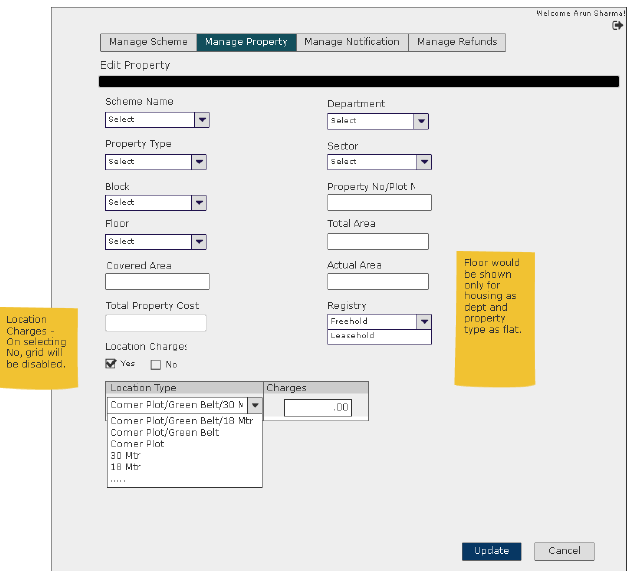 Welcome Arun Sharma!
Manage Scheme Manage Property Manage Notification Manage Refunds
Edit Property
Scheme Name
Department
Select
Select
Property Type
Sector
Select
Select
Block
Property No/Plot N
Select
Floor
Total Area
Select
Covered Area
Actual Area
Total Property Cost
Registry
Freehold
Leasehold
Location Charges
Yes No
Location Type Charges
Corner Plot/Green Belt/30 M
.00
Corner Plot/Green Belt/18 Mtr
Corner Plot/Green Belt
Corner Plot
30 Mtr
18 Mtr
.....
Location
Charges -
On selecting
No, grid will
be disabled.
Floor would
be shown
only for
housing as
dept and
property
type as flat.
Update Cancel